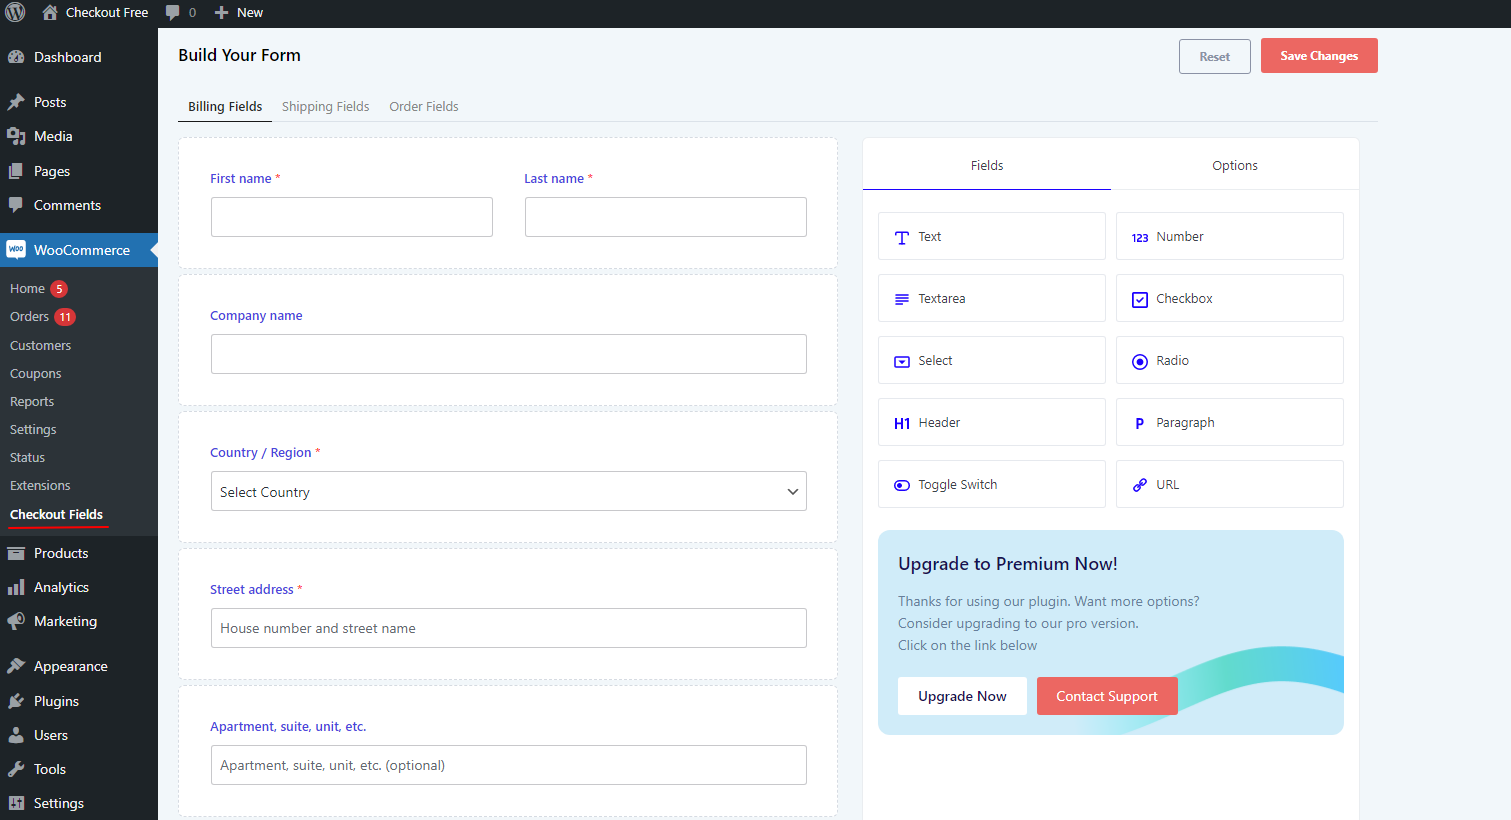 Checkout Free 0 New
Dashboard
Posts
Media
Pages
Comments
WOO WooCommerce
Home 5
Orders 11
Customers
Coupons
Reports
Settings
Status
Extensions
Checkout Fields
Products
Analytics
Marketing
Appearance
Plugins
Users
Tools
Settings
Build Your Form
Reset Save Changes
Billing Fields Shipping Fields Order Fields
First name * Last name *
Company name
Country / Region *
Select Country
Street address *
House number and street name
Apartment, suite, unit, etc.
Apartment, suite, unit, etc. (optional)
Fields Options
Text 123 Number
Textarea Checkbox
Select Radio
H1 Header P Paragraph
Toggle Switch URL
Upgrade to Premium Now!
Thanks for using our plugin. Want more options?
Consider upgrading to our pro version.
Click on the link below
Upgrade Now Contact Support